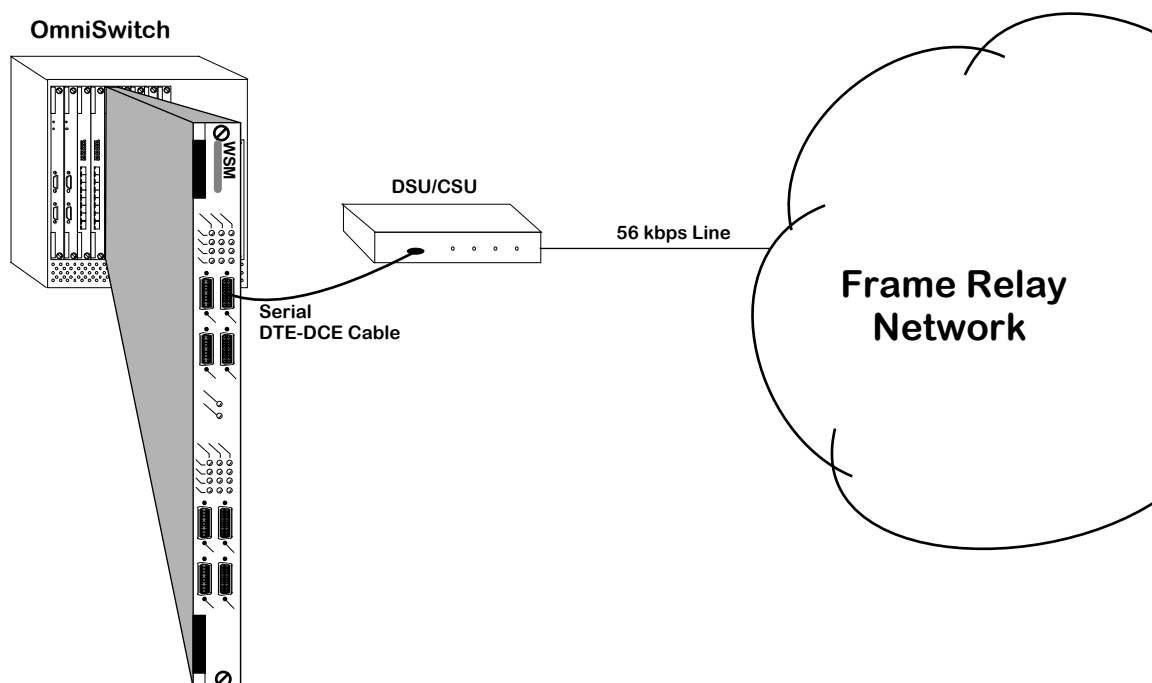 OmniSwitch
WSM
DSU/CSU
56 kbps Line
Serial
DTE-DCE Cable
Frame Relay
Network